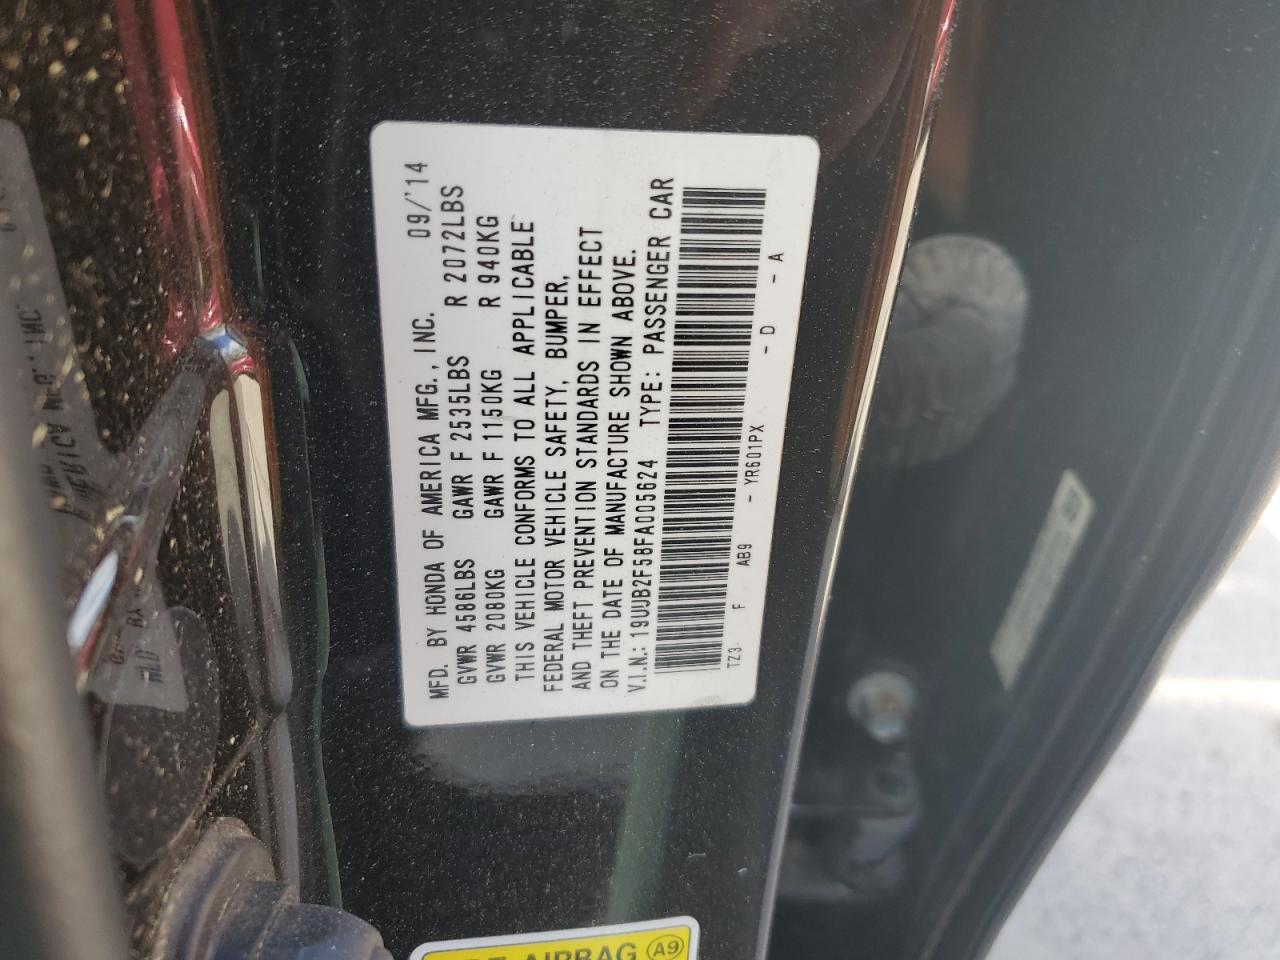 MFD. BY HONDA OF AMERICA MFG., INC. 09/'14
GVWR 4586LBS GAWR F 2535LBS R 2072LBS
GVWR 2080KG GAWR F 1150KG R 940KG
THIS VEHICLE CONFORMS TO ALL APPLICABLE
FEDERAL MOTOR VEHICLE SAFETY, BUMPER,
AND THEFT PREVENTION STANDARDS IN EFFECT
ON THE DATE OF MANUFACTURE SHOWN ABOVE.
V.I.N.: 19UUB2F58FA005624 TYPE: PASSENGER CAR
TZ3- F AB9 - YR601PX - D - A
AIRBAG A9